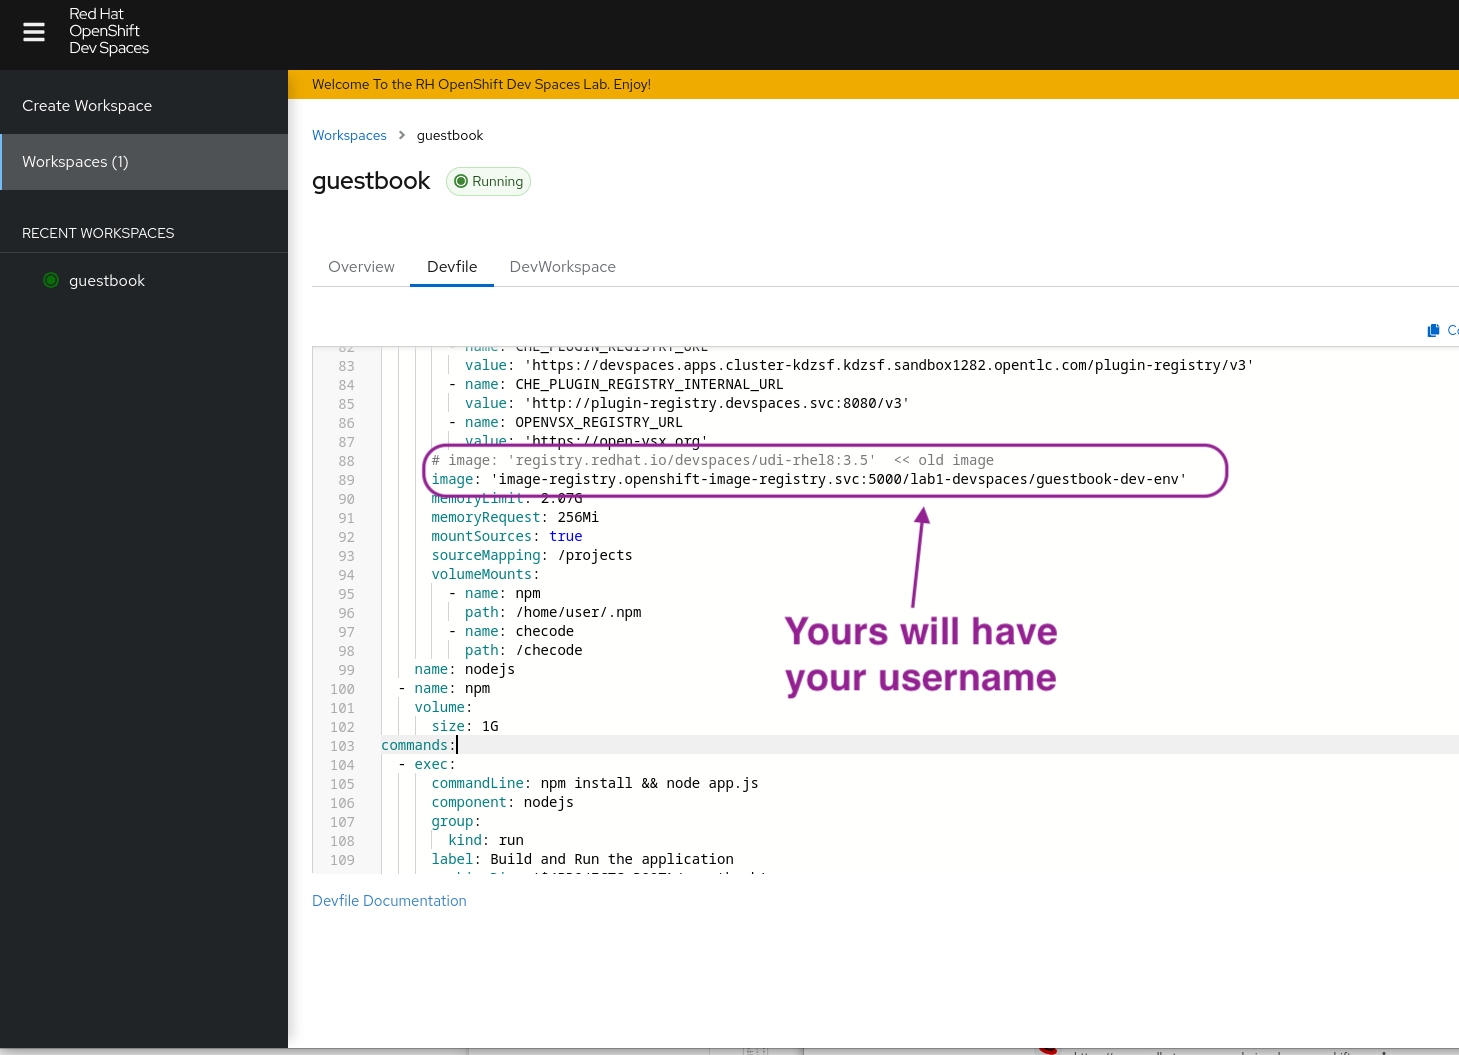 Red Hat
OpenShift
Dev Spaces
Welcome To the RH OpenShift Dev Spaces Lab. Enjoy!
Create Workspace
Workspaces (1)
RECENT WORKSPACES
guestbook
Workspaces > guestbook
guestbook Running
Overview Devfile DevWorkspace
82 - name: CHE_PLUGIN_REGISTRY_URL
83 value: 'https://devspaces.apps.cluster-kdzsf.kdzsf.sandbox1282.opentlc.com/plugin-registry/v3'
84 - name: CHE_PLUGIN_REGISTRY_INTERNAL_URL
85 value: 'http://plugin-registry.devspaces.svc:8080/v3'
86 - name: OPENVSX_REGISTRY_URL
87 value: 'https://open-vsx.org'
88 # image: 'registry.redhat.io/devspaces/udi-rhel8:3.5' << old image
89 image: 'image-registry.openshift-image-registry.svc:5000/lab1-devspaces/guestbook-dev-env'
90 memoryLimit: 2.07G
91 memoryRequest: 256Mi
92 mountSources: true
93 sourceMapping: /projects
94 volumeMounts:
95 - name: npm
96 path: /home/user/.npm
97 - name: checode
98 path: /checode
99 name: nodejs
100 - name: npm
101 volume:
102 size: 1G
103 commands:
104 - exec:
105 commandLine: npm install && node app.js
106 component: nodejs
107 group:
108 kind: run
109 label: Build and Run the application
Yours will have
your username
Devfile Documentation